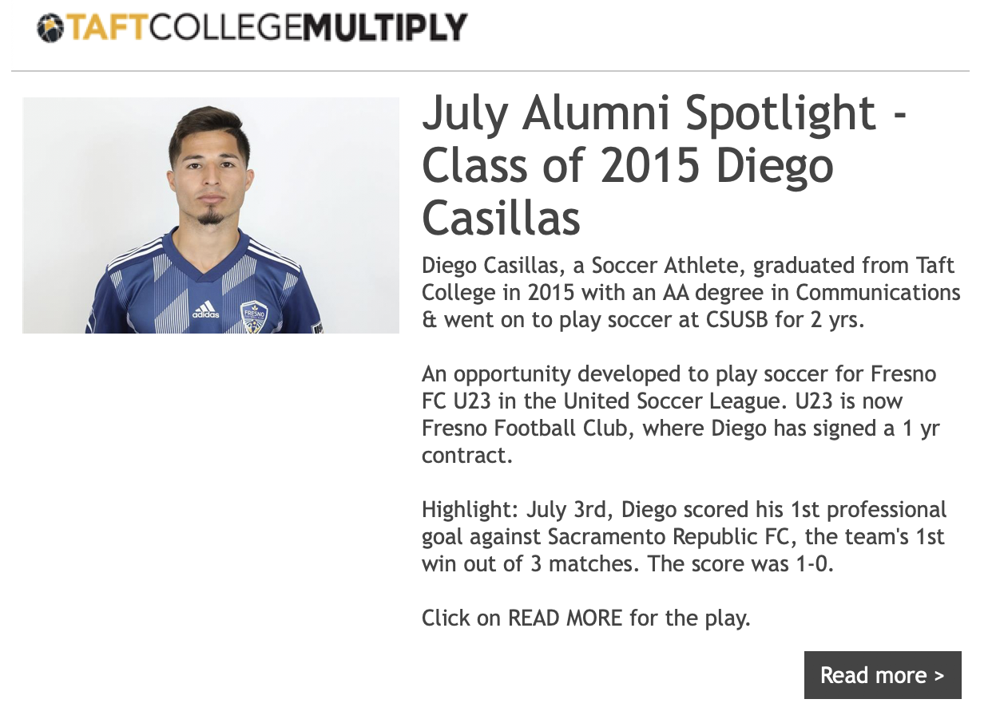 TAFTCOLLEGEMULTIPLY
July Alumni Spotlight -
Class of 2015 Diego
Casillas
Diego Casillas, a Soccer Athlete, graduated from Taft
College in 2015 with an AA degree in Communications
& went on to play soccer at CSUSB for 2 yrs.
An opportunity developed to play soccer for Fresno
FC U23 in the United Soccer League. U23 is now
Fresno Football Club, where Diego has signed a 1 yr
contract.
Highlight: July 3rd, Diego scored his 1st professional
goal against Sacramento Republic FC, the team's 1st
win out of 3 matches. The score was 1-0.
Click on READ MORE for the play.
Read more >
adidas
FRESNO